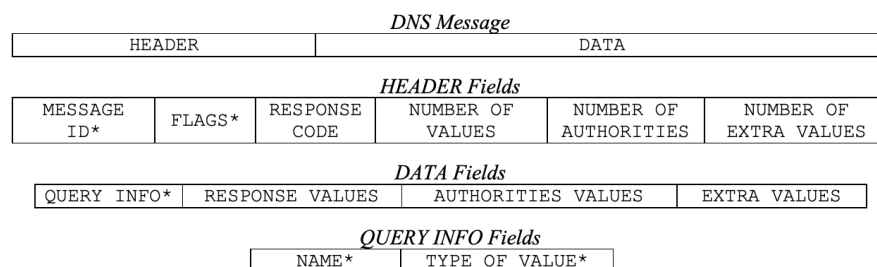 DNS Message
HEADER DATA
HEADER Fields
MESSAGE ID* FLAGS* RESPONSE CODE NUMBER OF VALUES NUMBER OF AUTHORITIES NUMBER OF EXTRA VALUES
DATA Fields
QUERY INFO* RESPONSE VALUES AUTHORITIES VALUES EXTRA VALUES
QUERY INFO Fields
NAME* TYPE OF VALUE*